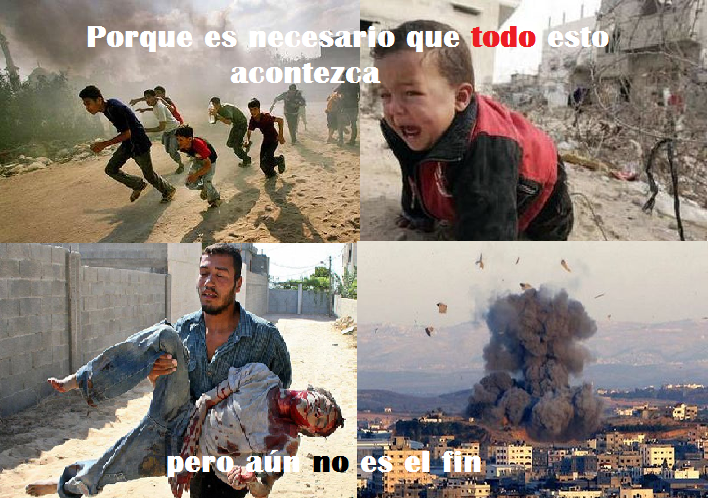 Porque es necesario que todo esto
acontezca
pero aún no es el fin